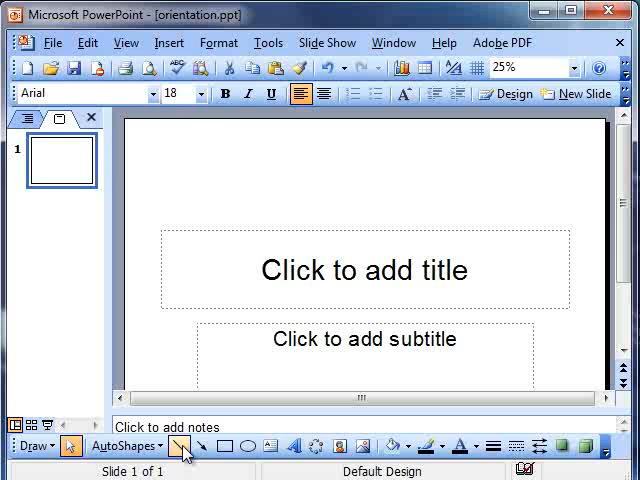 Microsoft PowerPoint - [orientation.ppt]
File Edit View Insert Format Tools Slide Show Window Help Adobe PDF
25%
Arial 18 B I U Design New Slide
1
Click to add title
Click to add subtitle
Click to add notes
Draw AutoShapes
Slide 1 of 1 Default Design